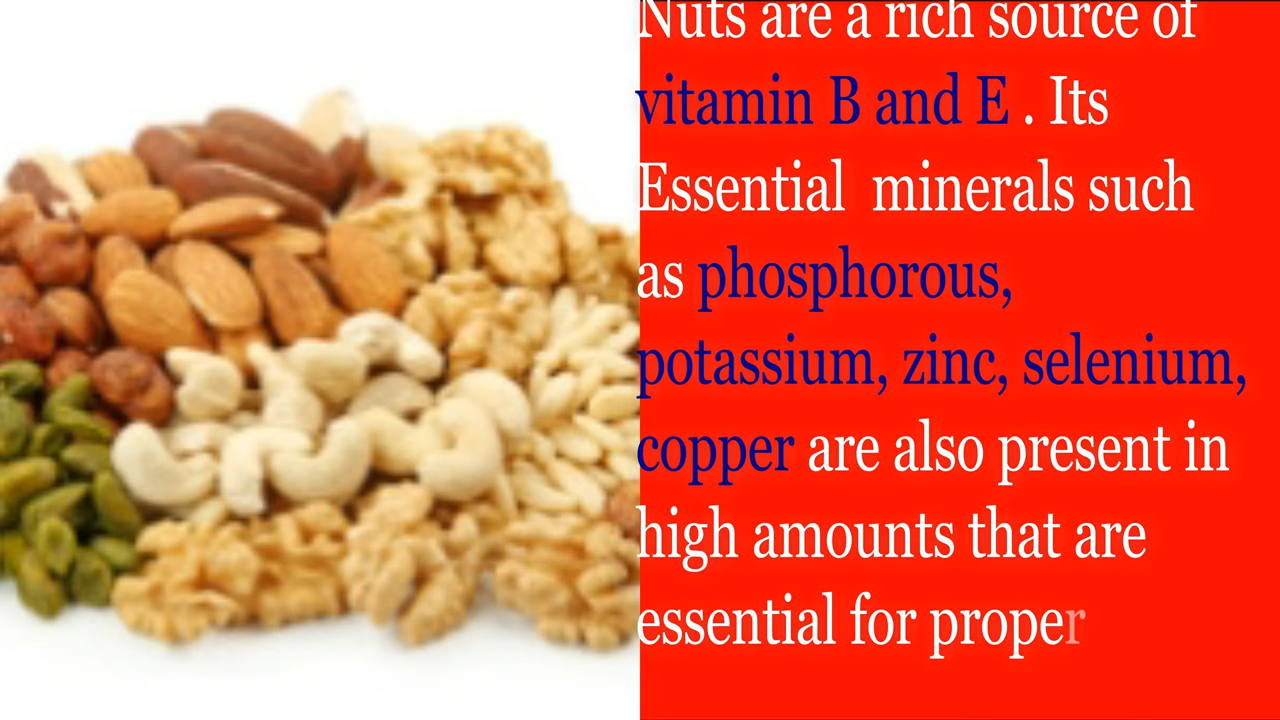 Nuts are a rich source of
vitamin B and E . Its
Essential  minerals such
as phosphorous,
potassium, zinc, selenium,
copper are also present in
high amounts that are
essential for proper